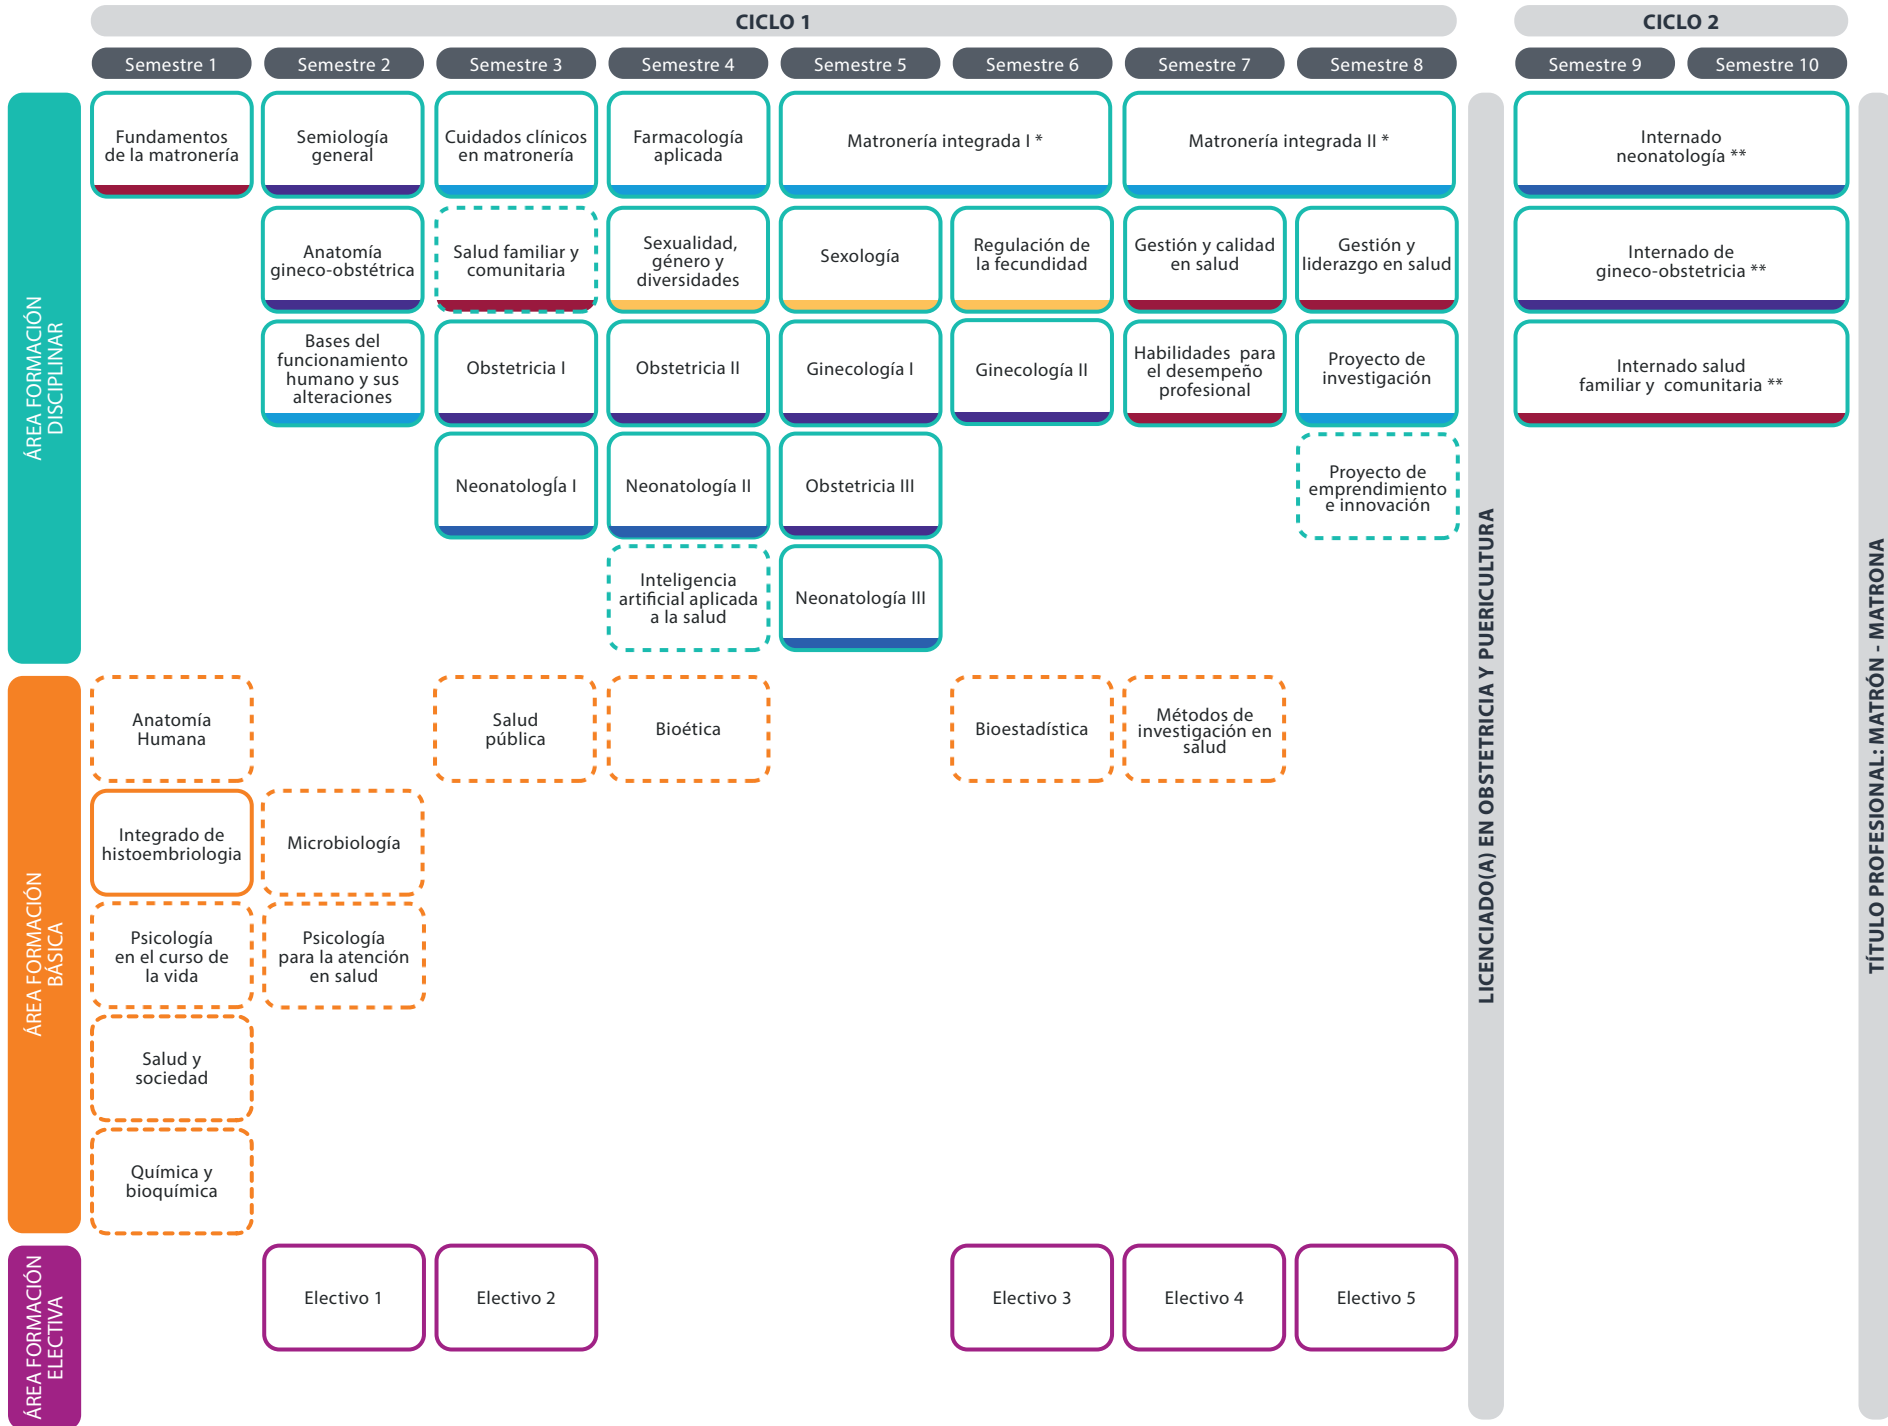 CICLO 1
CICLO 2
Semestre 1
Semestre 2
Semestre 3
Semestre 4
Semestre 5
Semestre 6
Semestre 7
Semestre 8
Semestre 9
Semestre 10
ÁREA FORMACIÓN
DISCIPLINAR
Fundamentos
de la matronería
Semiología
general
Cuidados clínicos
en matronería
Farmacología
aplicada
Matronería integrada I *
Matronería integrada II *
Internado
neonatología **
Anatomía
gineco-obstétrica
Salud familiar y
comunitaria
Sexualidad,
género y
diversidades
Sexología
Regulación de
la fecundidad
Gestión y calidad
en salud
Gestión y
liderazgo en salud
Internado de
gineco-obstetricia **
Bases del
funcionamiento
humano y sus
alteraciones
Obstetricia I
Obstetricia II
Ginecología I
Ginecología II
Habilidades para
el desempeño
profesional
Proyecto de
investigación
Internado salud
familiar y comunitaria **
NeonatologÍa I
Neonatología II
Obstetricia III
Proyecto de
emprendimiento
e innovación
Inteligencia
artificial aplicada
a la salud
Neonatología III
ÁREA FORMACIÓN
BÁSICA
Anatomía
Humana
Salud
pública
Bioética
Bioestadística
Métodos de
investigación en
salud
Integrado de
histoembriologia
Microbiología
Psicología
en el curso de
la vida
Psicología
para la atención
en salud
Salud y
sociedad
Química y
bioquímica
ÁREA FORMACIÓN
ELECTIVA
Electivo 1
Electivo 2
Electivo 3
Electivo 4
Electivo 5
LICENCIADO(A) EN OBSTETRICIA Y PUERICULTURA
TÍTULO PROFESIONAL: MATRÓN - MATRONA